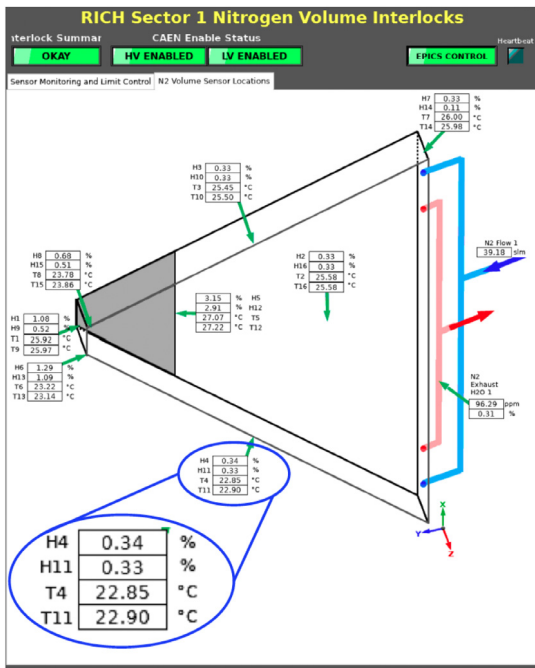 RICH Sector 1 Nitrogen Volume Interlocks
nterlock Summar
CAEN Enable Status
Heartbeat
OKAY
HV ENABLED
LV ENABLED
EPICS CONTROL
Sensor Monitoring and Limit Control
N2 Volume Sensor Locations
H7 0.33 %
H14 0.11 %
T7 26.00 °C
T14 25.98 °C
H3 0.33 %
H10 0.33 %
T3 25.45 °C
T10 25.50 °C
N2 Flow 1
39.18 slm
H8 0.68 %
H15 0.51 %
T8 23.78 °C
T15 23.86 °C
H2 0.33 %
H16 0.33 %
T2 25.58 °C
T16 25.58 °C
3.15 % H5
2.91 % H12
27.07 °C T5
27.22 °C T12
H1 1.08 %
H9 0.52 %
T1 25.92 °C
T9 25.97 °C
H6 1.29 %
H13 1.09 %
T6 23.22 °C
T13 23.14 °C
N2
Exhaust
H2O 1
96.29 ppm
0.31 %
H4 0.34 %
H11 0.33 %
T4 22.85 °C
T11 22.90 °C
X
Y
Z
H4 0.34 %
H11 0.33 %
T4 22.85 °C
T11 22.90 °C